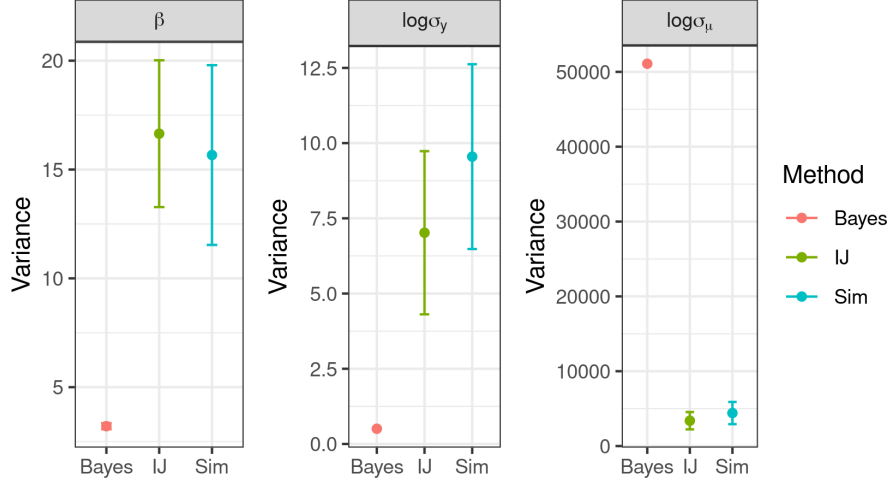 β
logσy
logσμ
Variance
20
15
10
5
Bayes IJ Sim
Variance
12.5
10.0
7.5
5.0
2.5
0.0
Bayes IJ Sim
Variance
50000
40000
30000
20000
10000
0
Bayes IJ Sim
Method
Bayes
IJ
Sim